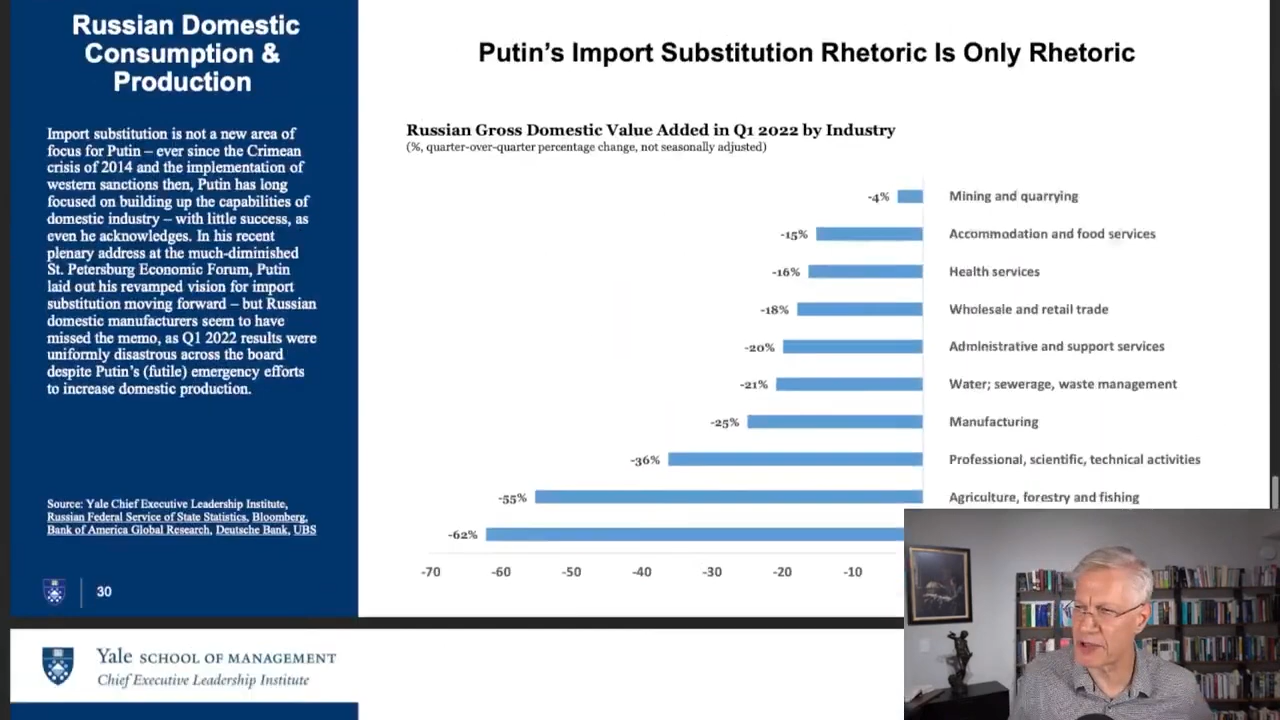 Russian Domestic
Consumption &
Production
Import substitution is not a new area of
focus for Putin – ever since the Crimean
crisis of 2014 and the implementation of
western sanctions then, Putin has long
focused on building up the capabilities of
domestic industry – with little success, as
even he acknowledges. In his recent
plenary address at the much-diminished
St. Petersburg Economic Forum, Putin
laid out his revamped vision for import
substitution moving forward – but Russian
domestic manufacturers seem to have
missed the memo, as Q1 2022 results were
uniformly disastrous across the board
despite Putin's (futile) emergency efforts
to increase domestic production.
Source: Yale Chief Executive Leadership Institute,
Russian Federal Service of State Statistics, Bloomberg,
Bank of America Global Research, Deutsche Bank, UBS
30
Putin's Import Substitution Rhetoric Is Only Rhetoric
Russian Gross Domestic Value Added in Q1 2022 by Industry
(%, quarter-over-quarter percentage change, not seasonally adjusted)
-4% Mining and quarrying
-15% Accommodation and food services
-16% Health services
-18% Wholesale and retail trade
-20% Administrative and support services
-21% Water; sewerage, waste management
-25% Manufacturing
-36% Professional, scientific, technical activities
-55% Agriculture, forestry and fishing
-62%
-70 -60 -50 -40 -30 -20 -10
Yale SCHOOL OF MANAGEMENT
Chief Executive Leadership Institute